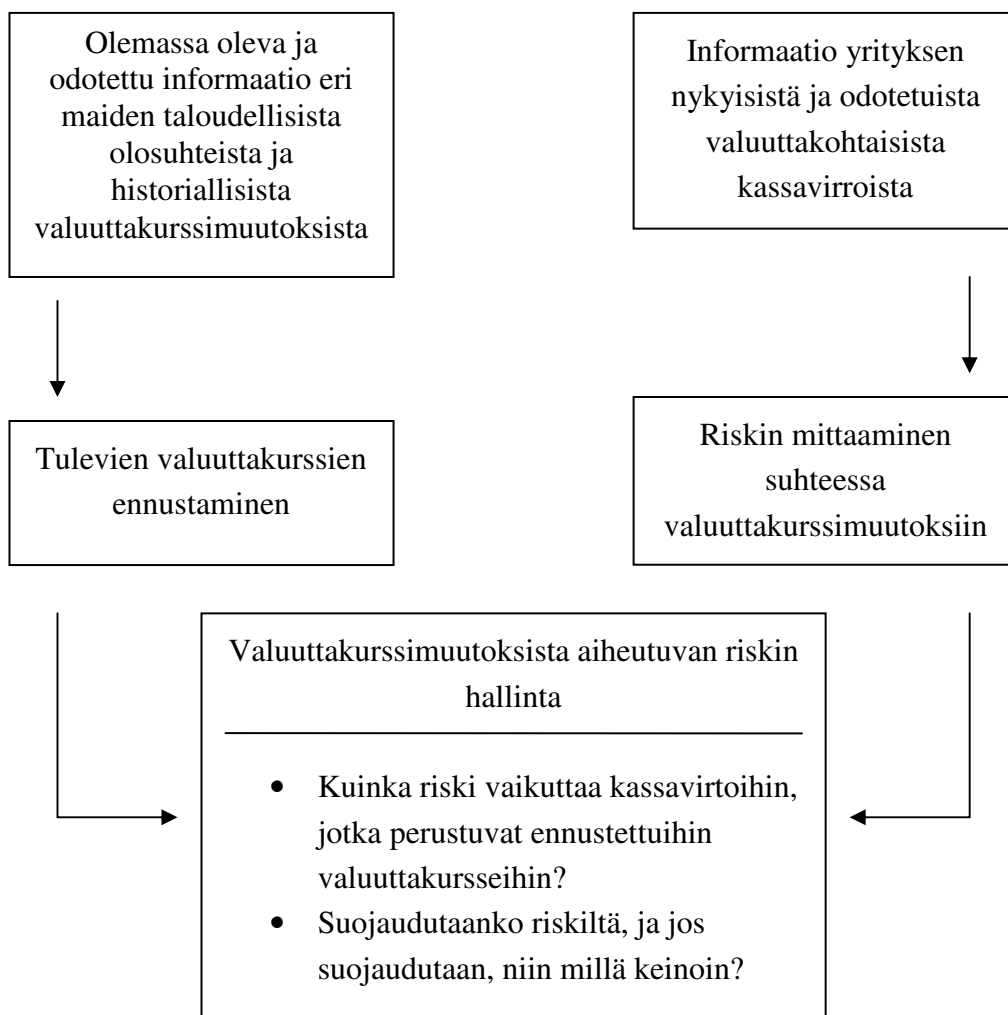 Olemassa oleva ja
odotettu informaatio eri
maiden taloudellisista
olosuhteista ja
historiallisista
valuuttakurssimuutoksista
Informaatio yrityksen
nykyisistä ja odotetuista
valuuttakohtaisista
kassavirroista
Tulevien valuuttakurssien
ennustaminen
Riskin mittaaminen
suhteessa
valuuttakurssimuutoksiin
Valuuttakurssimuutoksista aiheutuvan riskin
hallinta
• Kuinka riski vaikuttaa kassavirtoihin,
jotka perustuvat ennustettuihin
valuuttakursseihin?
• Suojaudutaanko riskiltä, ja jos
suojaudutaan, niin millä keinoin?